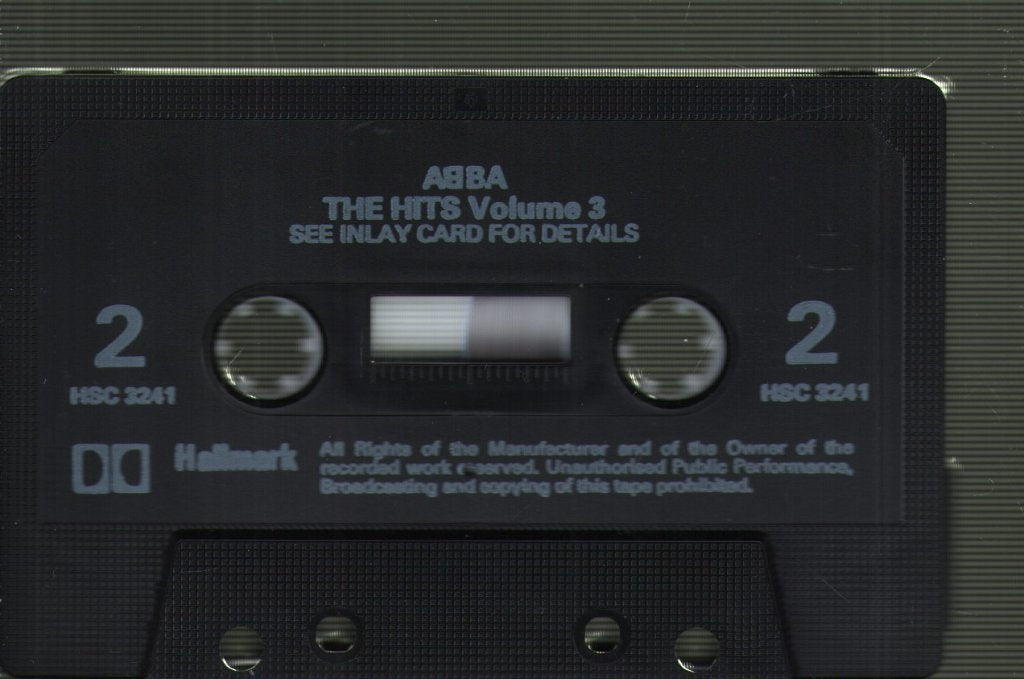 ABBA
THE HITS Volume 3
SEE INLAY CARD FOR DETAILS
2
2
HSC 3241
HSC 3241
Hallmark
All Rights of the Manufacturer and of the Owner of the
recorded work reserved. Unauthorised Public Performance,
Broadcasting and copying of this tape prohibited.